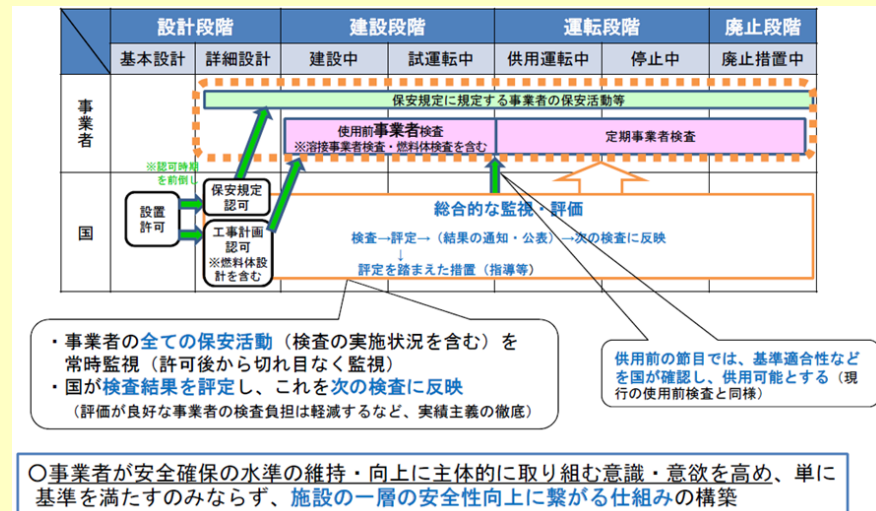 設計段階 建設段階 運転段階 廃止段階
基本設計 詳細設計 建設中 試運転中 供用運転中 停止中 廃止措置中
事業者
保安規定に規定する事業者の保安活動等
使用前事業者検査
※溶接事業者検査・燃料体検査を含む
定期事業者検査
※認可時期
を前倒し
国
設置
許可
保安規定
認可
工事計画
認可
※燃料体設
計を含む
総合的な監視・評価
検査→評定→（結果の通知・公表）→次の検査に反映
↓
評定を踏まえた措置（指導等）
・事業者の全ての保安活動（検査の実施状況を含む）を
常時監視（許可後から切れ目なく監視）
・国が検査結果を評定し、これを次の検査に反映
（評価が良好な事業者の検査負担は軽減するなど、実績主義の徹底）
供用前の節目では、基準適合性など
を国が確認し、供用可能とする（現
行の使用前検査と同様）
〇事業者が安全確保の水準の維持・向上に主体的に取り組む意識・意欲を高め、単に
基準を満たすのみならず、施設の一層の安全性向上に繋がる仕組みの構築